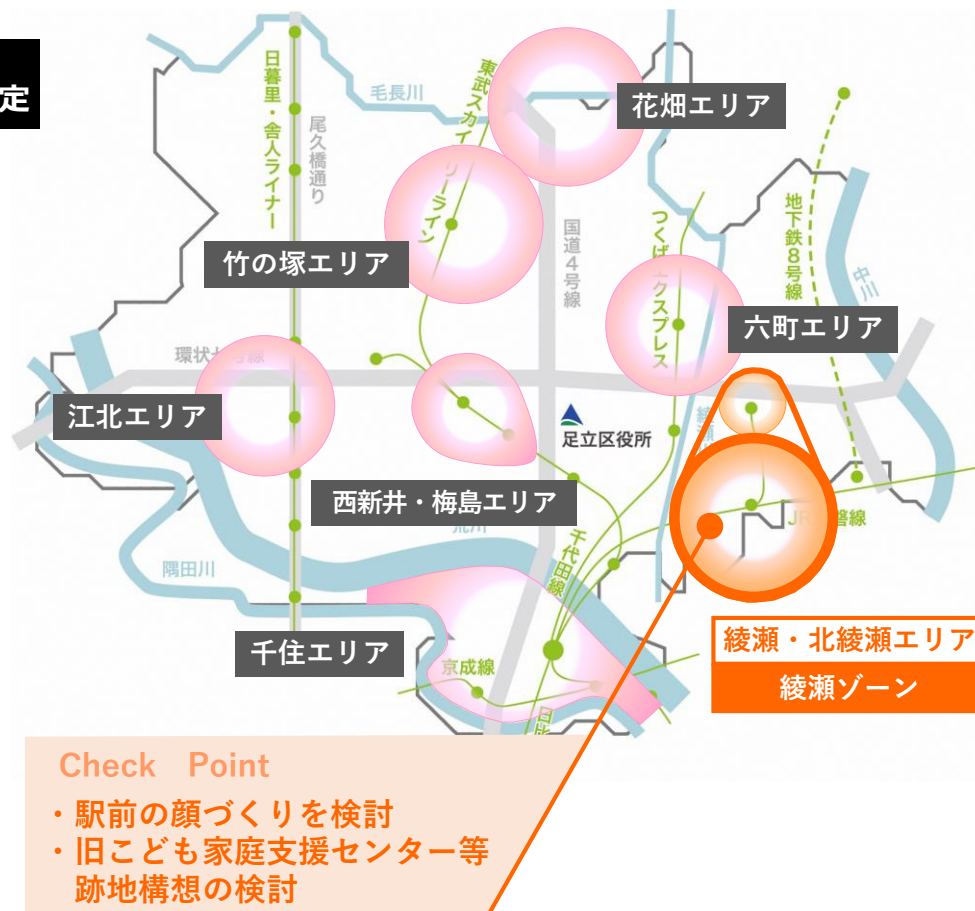 定
日暮里・舎人ライナー
尾久橋通り
毛長川
東武スカイツリーライン
花畑エリア
竹の塚エリア
国道4号線
つくばエクスプレス
地下鉄8号線
中川
六町エリア
環状七号線
江北エリア
足立区役所
西新井・梅島エリア
荒川
千代田線
隅田川
千住エリア
京成線
綾瀬・北綾瀬エリア
綾瀬ゾーン
Check Point
・駅前の顔づくりを検討
・旧こども家庭支援センター等
跡地構想の検討